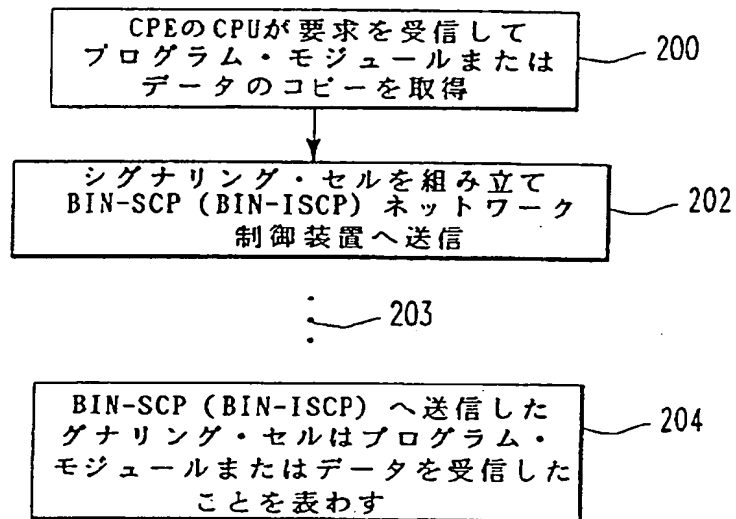 CPEのCPUが要求を受信して
プログラム・モジュールまたは
データのコピーを取得
200
シグナリング・セルを組み立て
BIN-SCP (BIN-ISCP) ネットワーク
制御装置へ送信
202
203
BIN-SCP (BIN-ISCP) へ送信した
グナリング・セルはプログラム・
モジュールまたはデータを受信した
ことを表わす
204